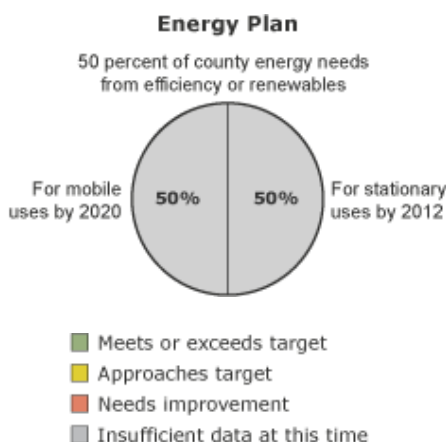 Energy Plan
50 percent of county energy needs
from efficiency or renewables
For mobile
uses by 2020
50%
50%
For stationary
uses by 2012
Meets or exceeds target
Approaches target
Needs improvement
Insufficient data at this time